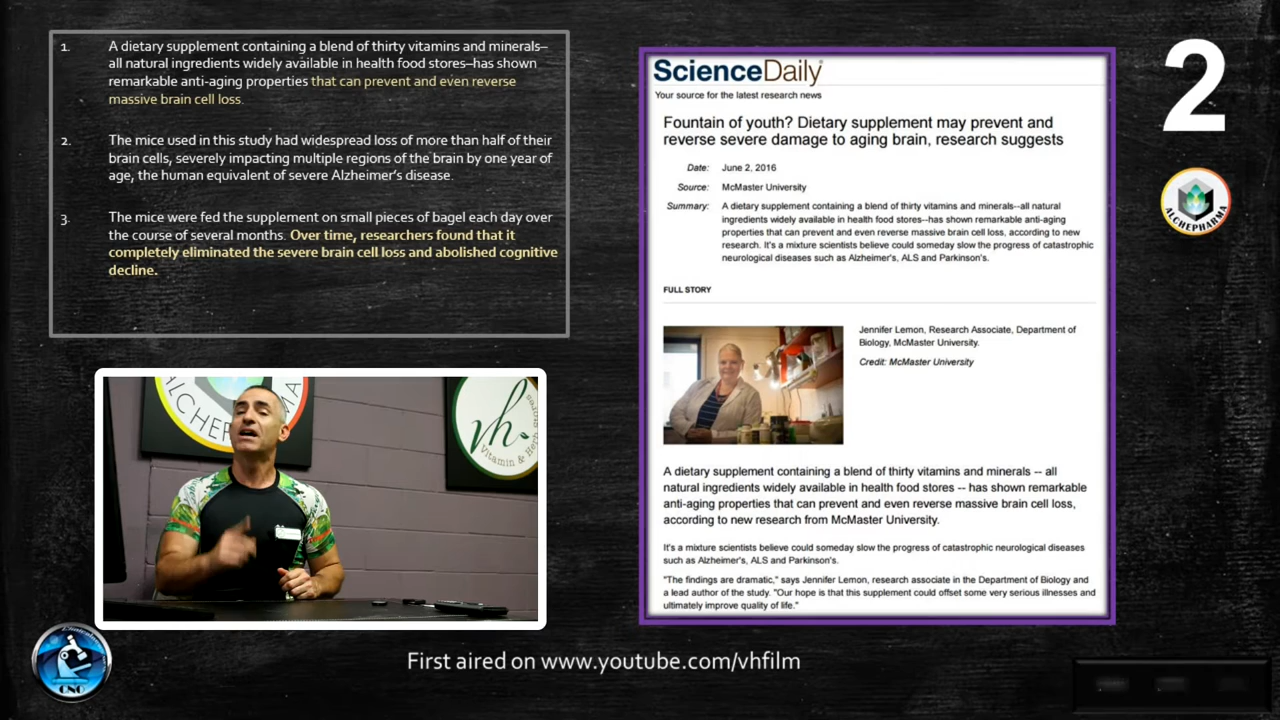 1. A dietary supplement containing a blend of thirty vitamins and minerals–
all natural ingredients widely available in health food stores–has shown
remarkable anti-aging properties that can prevent and even reverse
massive brain cell loss.
2. The mice used in this study had widespread loss of more than half of their
brain cells, severely impacting multiple regions of the brain by one year of
age, the human equivalent of severe Alzheimer's disease.
3. The mice were fed the supplement on small pieces of bagel each day over
the course of several months. Over time, researchers found that it
completely eliminated the severe brain cell loss and abolished cognitive
decline.
ScienceDaily
Your source for the latest research news
Fountain of youth? Dietary supplement may prevent and
reverse severe damage to aging brain, research suggests
Date: June 2, 2016
Source: McMaster University
Summary: A dietary supplement containing a blend of thirty vitamins and minerals--all natural
ingredients widely available in health food stores--has shown remarkable anti-aging
properties that can prevent and even reverse massive brain cell loss, according to new
research. It's a mixture scientists believe could someday slow the progress of catastrophic
neurological diseases such as Alzheimer's, ALS and Parkinson's.
FULL STORY
Jennifer Lemon, Research Associate, Department of
Biology, McMaster University.
Credit: McMaster University
A dietary supplement containing a blend of thirty vitamins and minerals -- all
natural ingredients widely available in health food stores -- has shown remarkable
anti-aging properties that can prevent and even reverse massive brain cell loss,
according to new research from McMaster University.
It's a mixture scientists believe could someday slow the progress of catastrophic neurological diseases
such as Alzheimer's, ALS and Parkinson's.
"The findings are dramatic," says Jennifer Lemon, research associate in the Department of Biology and
a lead author of the study. "Our hope is that this supplement could offset some very serious illnesses and
ultimately improve quality of life."
2
ALCHEPHARMA
ALCHEPHARMA
vh
Vitamin & Herb Stores
CNG
First aired on www.youtube.com/vhfilm